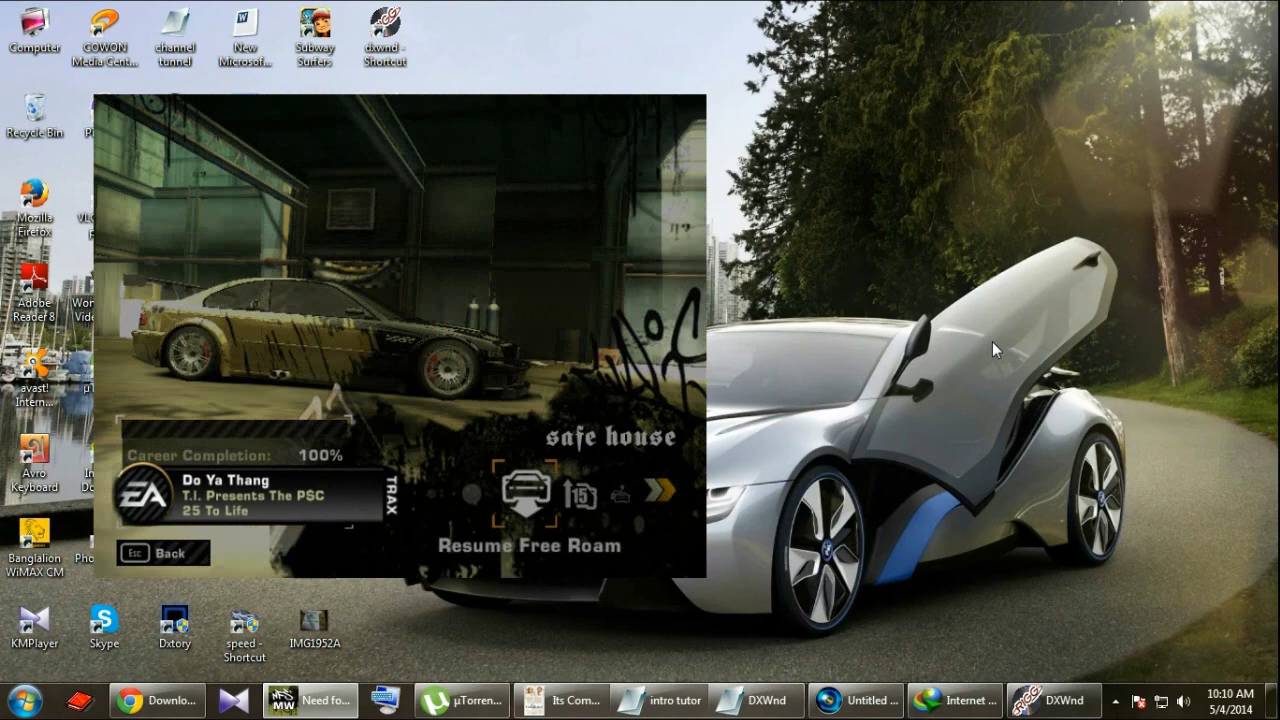 Computer
COWON
Media Cent...
channel
tunnel
New
Microsof...
Subway
Surfers
dxwnd -
Shortcut
Recycle Bin
Mozilla
Firefox
Adobe
Reader 8
avast!
Intern...
Avro
Keyboard
Banglalion
WiMAX CM
KMPlayer
Skype
Dxtory
speed -
Shortcut
IMG1952A
safe house
Career Completion: 100%
EA
Do Ya Thang
T.I. Presents The P$C
25 To Life
TRAX
15
Resume Free Roam
Esc Back
Downlo...
NFS
MW
Need fo...
µTorren...
Its Com...
intro tutor
DXWnd
Untitled ...
Internet ...
DXWnd
10:10 AM
5/4/2014